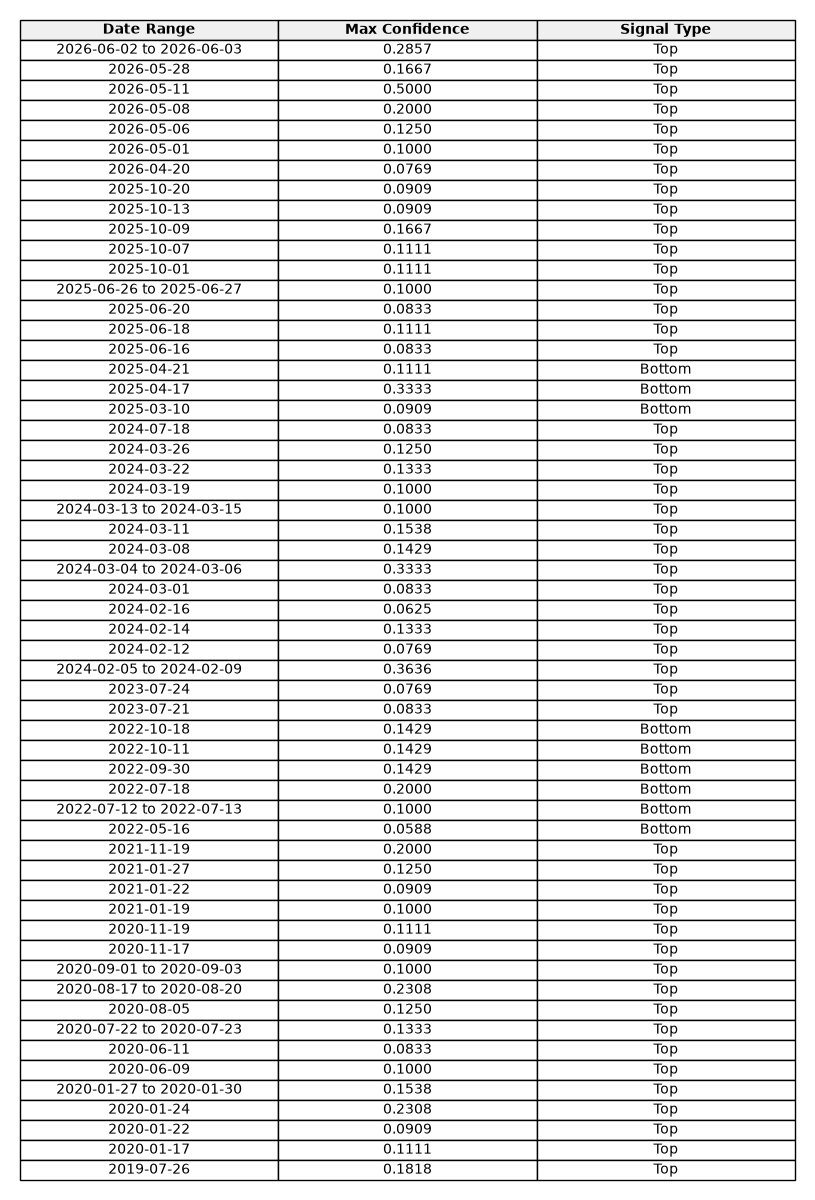 Date Range Max Confidence Signal Type
2026-06-02 to 2026-06-03 0.2857 Top
2026-05-28 0.1667 Top
2026-05-11 0.5000 Top
2026-05-08 0.2000 Top
2026-05-06 0.1250 Top
2026-05-01 0.1000 Top
2026-04-20 0.0769 Top
2025-10-20 0.0909 Top
2025-10-13 0.0909 Top
2025-10-09 0.1667 Top
2025-10-07 0.1111 Top
2025-10-01 0.1111 Top
2025-06-26 to 2025-06-27 0.1000 Top
2025-06-20 0.0833 Top
2025-06-18 0.1111 Top
2025-06-16 0.0833 Top
2025-04-21 0.1111 Bottom
2025-04-17 0.3333 Bottom
2025-03-10 0.0909 Bottom
2024-07-18 0.0833 Top
2024-03-26 0.1250 Top
2024-03-22 0.1333 Top
2024-03-19 0.1000 Top
2024-03-13 to 2024-03-15 0.1000 Top
2024-03-11 0.1538 Top
2024-03-08 0.1429 Top
2024-03-04 to 2024-03-06 0.3333 Top
2024-03-01 0.0833 Top
2024-02-16 0.0625 Top
2024-02-14 0.1333 Top
2024-02-12 0.0769 Top
2024-02-05 to 2024-02-09 0.3636 Top
2023-07-24 0.0769 Top
2023-07-21 0.0833 Top
2022-10-18 0.1429 Bottom
2022-10-11 0.1429 Bottom
2022-09-30 0.1429 Bottom
2022-07-18 0.2000 Bottom
2022-07-12 to 2022-07-13 0.1000 Bottom
2022-05-16 0.0588 Bottom
2021-11-19 0.2000 Top
2021-01-27 0.1250 Top
2021-01-22 0.0909 Top
2021-01-19 0.1000 Top
2020-11-19 0.1111 Top
2020-11-17 0.0909 Top
2020-09-01 to 2020-09-03 0.1000 Top
2020-08-17 to 2020-08-20 0.2308 Top
2020-08-05 0.1250 Top
2020-07-22 to 2020-07-23 0.1333 Top
2020-06-11 0.0833 Top
2020-06-09 0.1000 Top
2020-01-27 to 2020-01-30 0.1538 Top
2020-01-24 0.2308 Top
2020-01-22 0.0909 Top
2020-01-17 0.1111 Top
2019-07-26 0.1818 Top